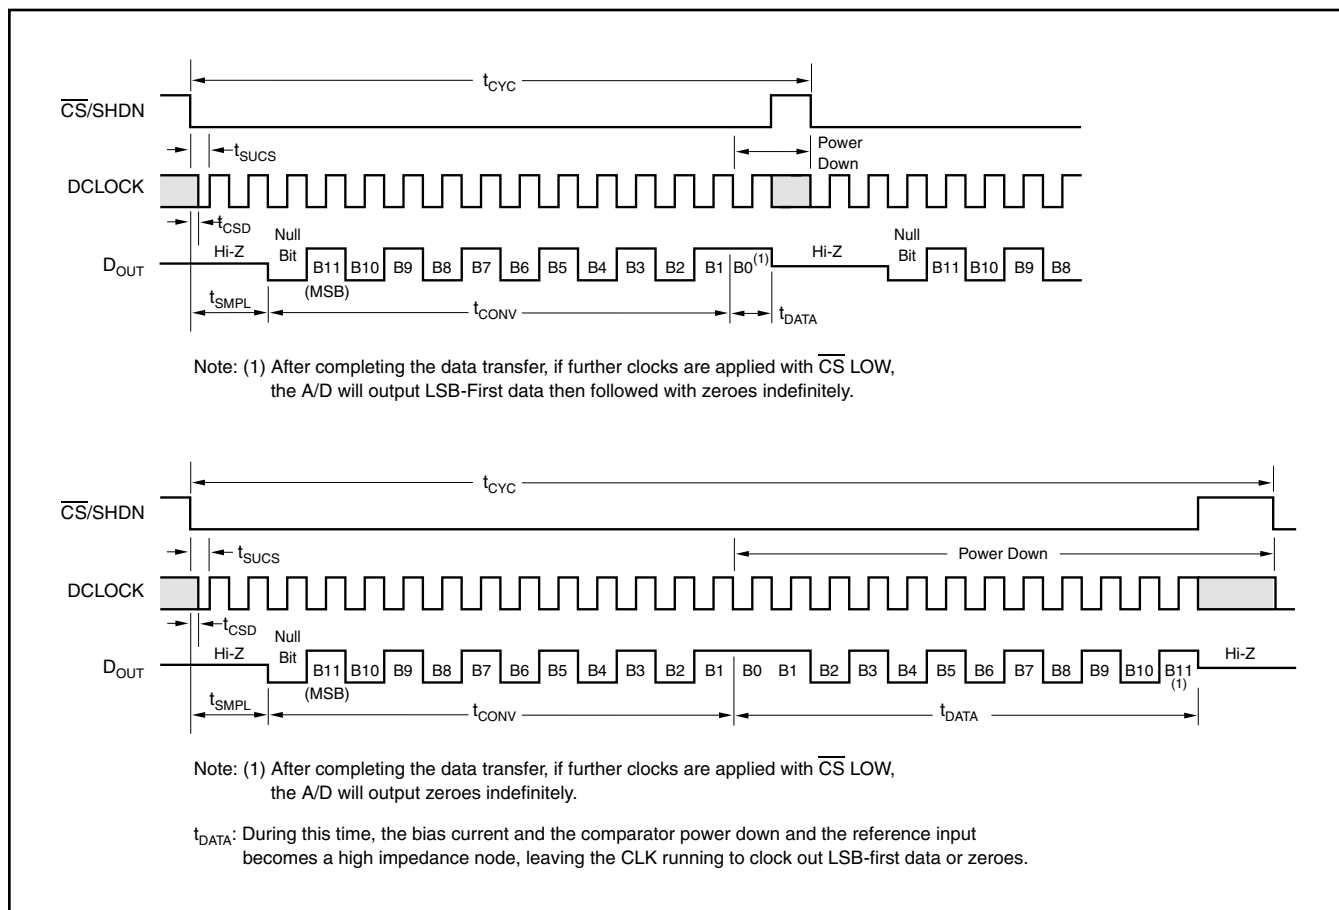 tCYC
CS/SHDN
Power
Down
tSUCS
DCLOCK
tCSD
Null
Bit
Hi-Z
Hi-Z
Null
Bit
DOUT
B11 B10 B9 B8 B7 B6 B5 B4 B3 B2 B1 B0(1) B11 B10 B9 B8
(MSB)
tSMPL
tCONV
tDATA
Note: (1) After completing the data transfer, if further clocks are applied with CS LOW,
the A/D will output LSB-First data then followed with zeroes indefinitely.
tCYC
CS/SHDN
tSUCS
Power Down
DCLOCK
tCSD
Null
Bit
Hi-Z
Hi-Z
DOUT
B11 B10 B9 B8 B7 B6 B5 B4 B3 B2 B1 B0 B1 B2 B3 B4 B5 B6 B7 B8 B9 B10 B11
(MSB)
(1)
tSMPL
tCONV
tDATA
Note: (1) After completing the data transfer, if further clocks are applied with CS LOW,
the A/D will output zeroes indefinitely.
tDATA: During this time, the bias current and the comparator power down and the reference input
becomes a high impedance node, leaving the CLK running to clock out LSB-first data or zeroes.